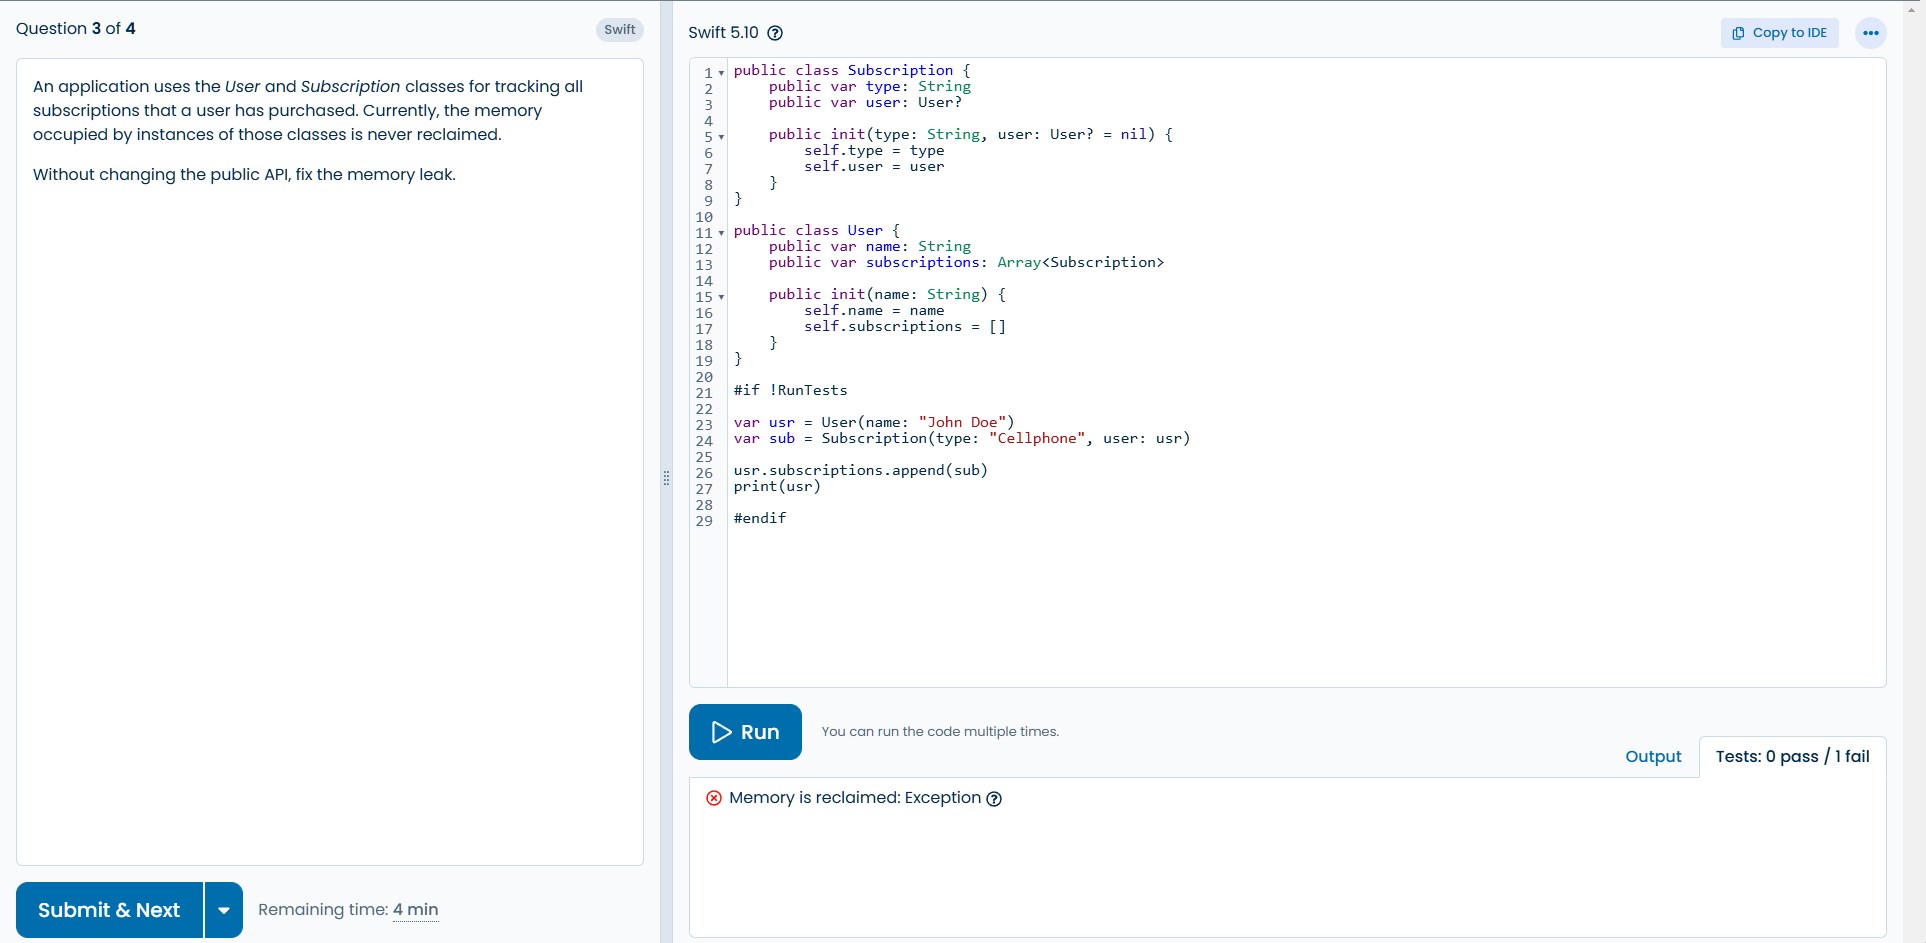 Question 3 of 4
Swift
An application uses the User and Subscription classes for tracking all
subscriptions that a user has purchased. Currently, the memory
occupied by instances of those classes is never reclaimed.
Without changing the public API, fix the memory leak.
Submit & Next
Remaining time: 4 min
Swift 5.10
Copy to IDE
1 public class Subscription {
2     public var type: String
3     public var user: User?
4
5     public init(type: String, user: User? = nil) {
6         self.type = type
7         self.user = user
8     }
9 }
10
11 public class User {
12     public var name: String
13     public var subscriptions: Array<Subscription>
14
15     public init(name: String) {
16         self.name = name
17         self.subscriptions = []
18     }
19 }
20
21 #if !RunTests
22
23 var usr = User(name: "John Doe")
24 var sub = Subscription(type: "Cellphone", user: usr)
25
26 usr.subscriptions.append(sub)
27 print(usr)
28
29 #endif
Run
You can run the code multiple times.
Output
Tests: 0 pass / 1 fail
Memory is reclaimed: Exception